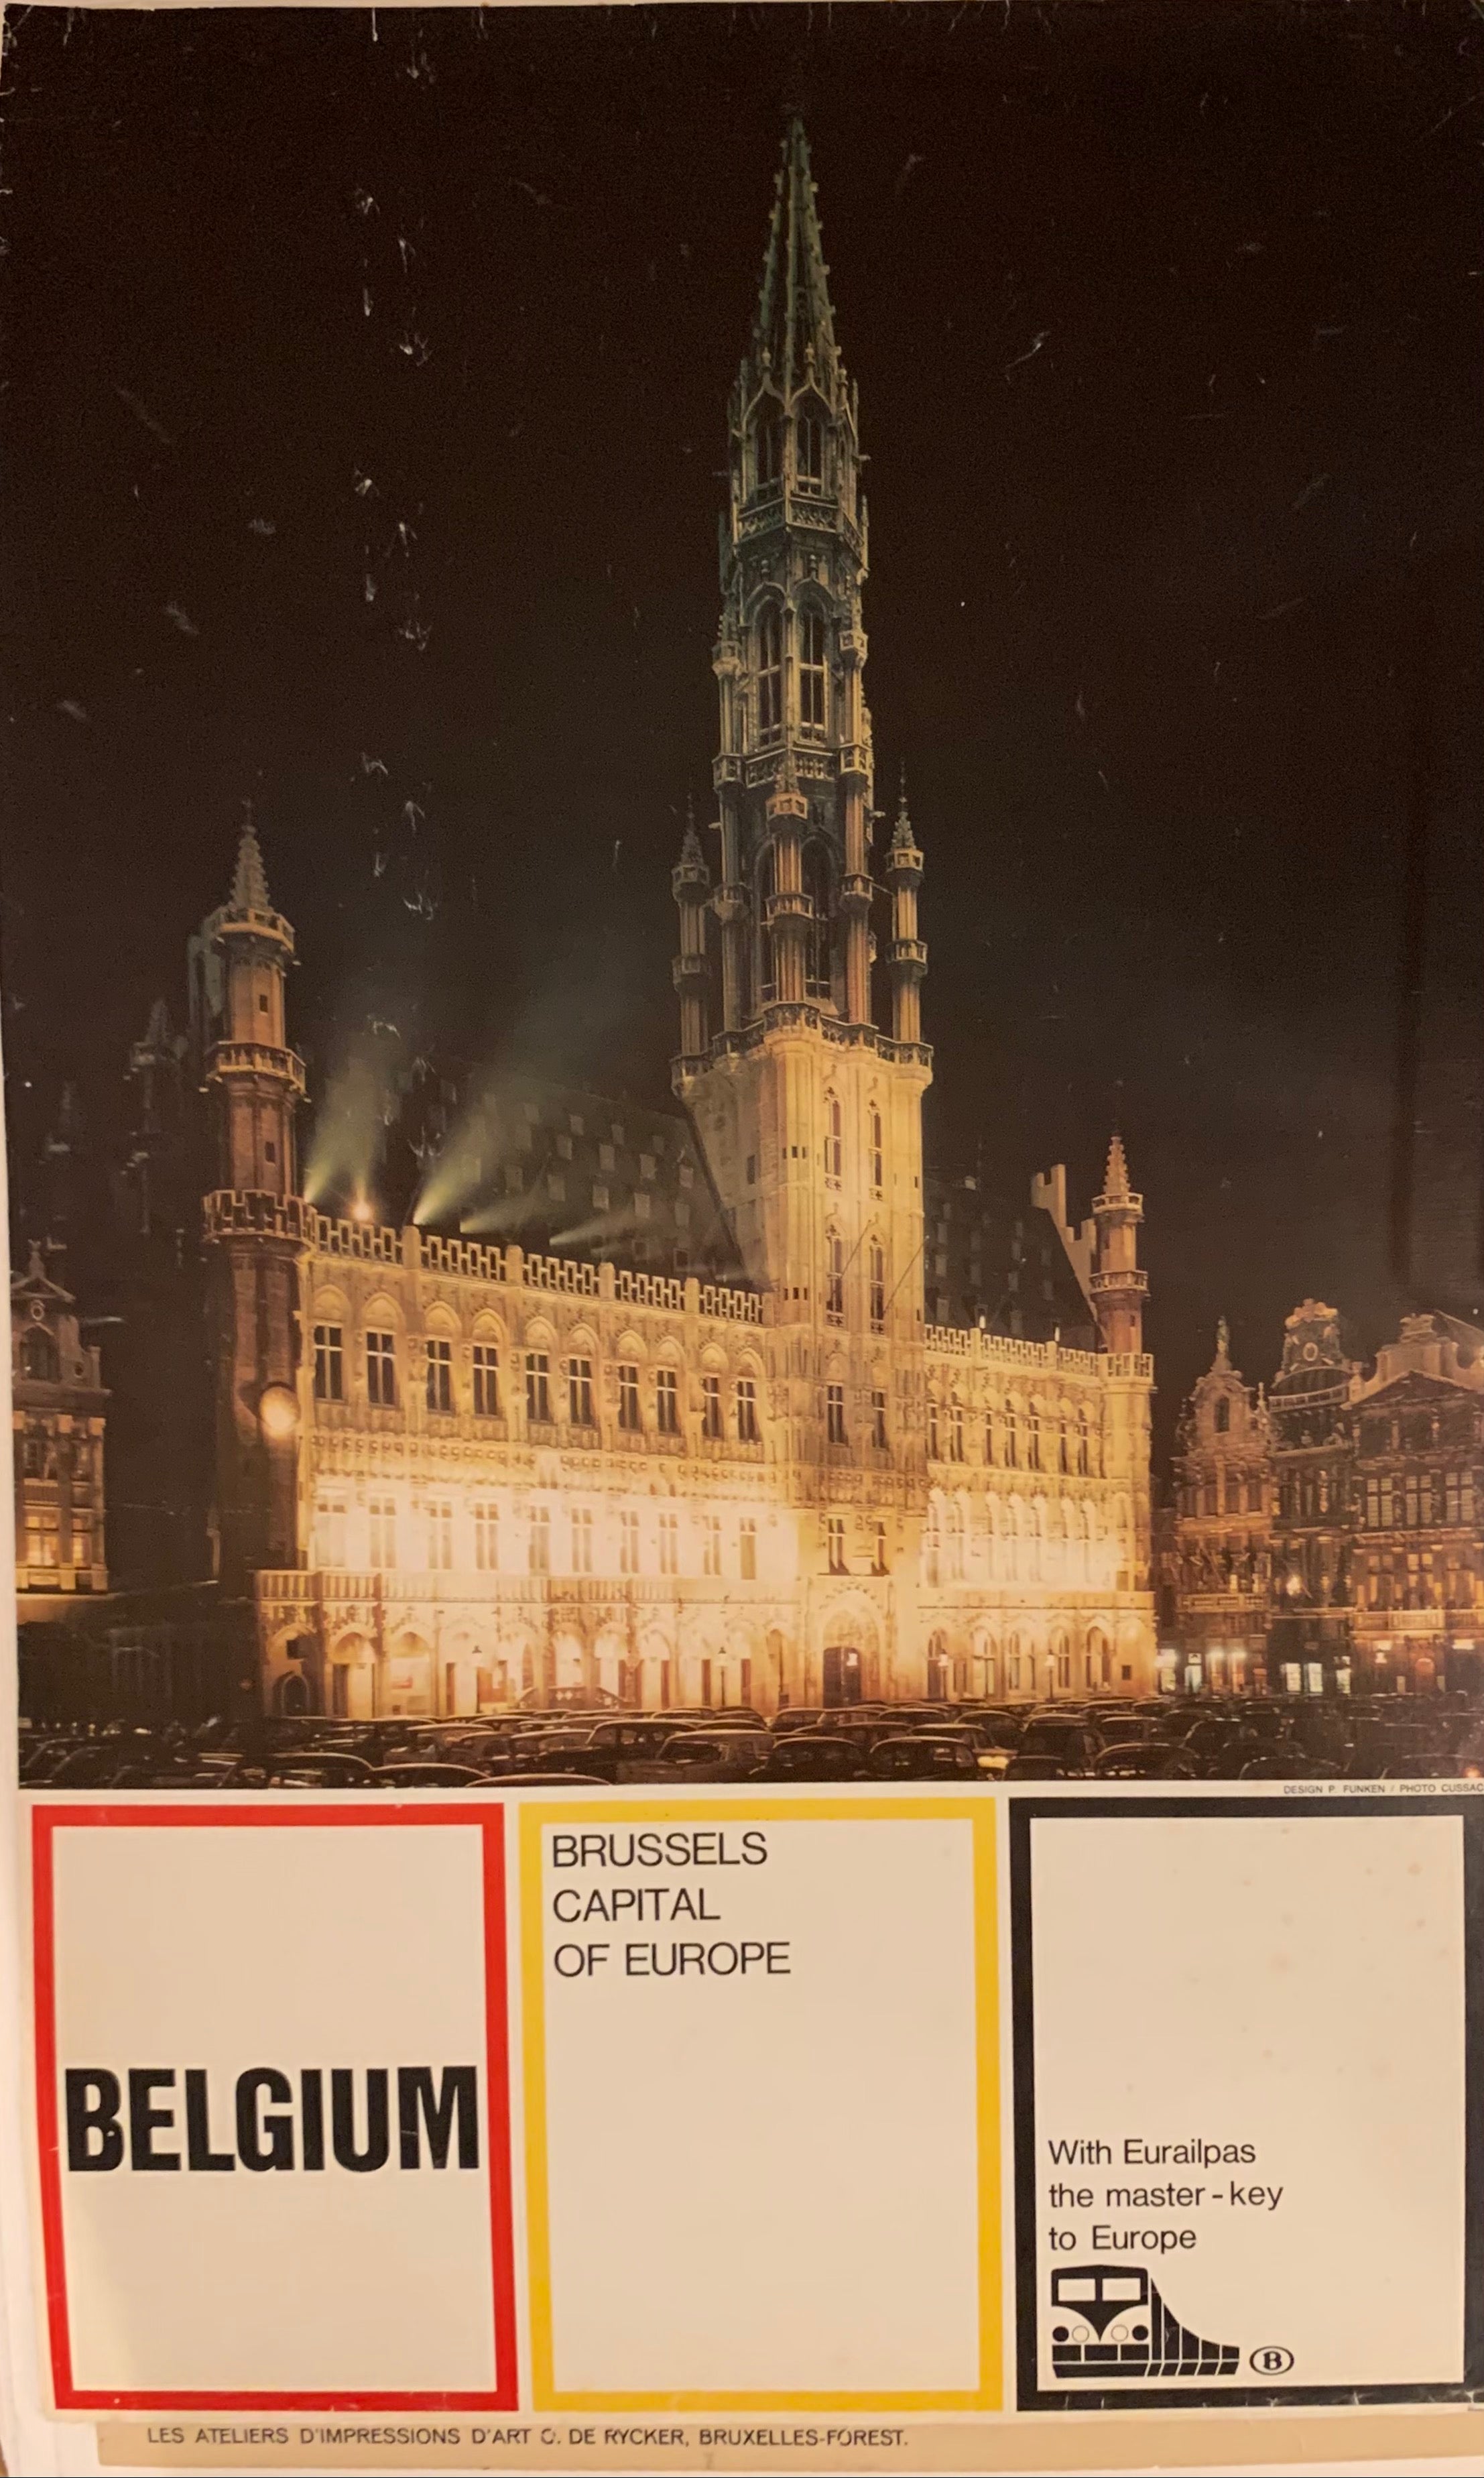 DESIGN P. FUNKEN / PHOTO CUSSAC
BELGIUM
BRUSSELS
CAPITAL
OF EUROPE
With Eurailpas
the master-key
to Europe
B
LES ATELIERS D'IMPRESSIONS D'ART O. DE RYCKER, BRUXELLES-FOREST.